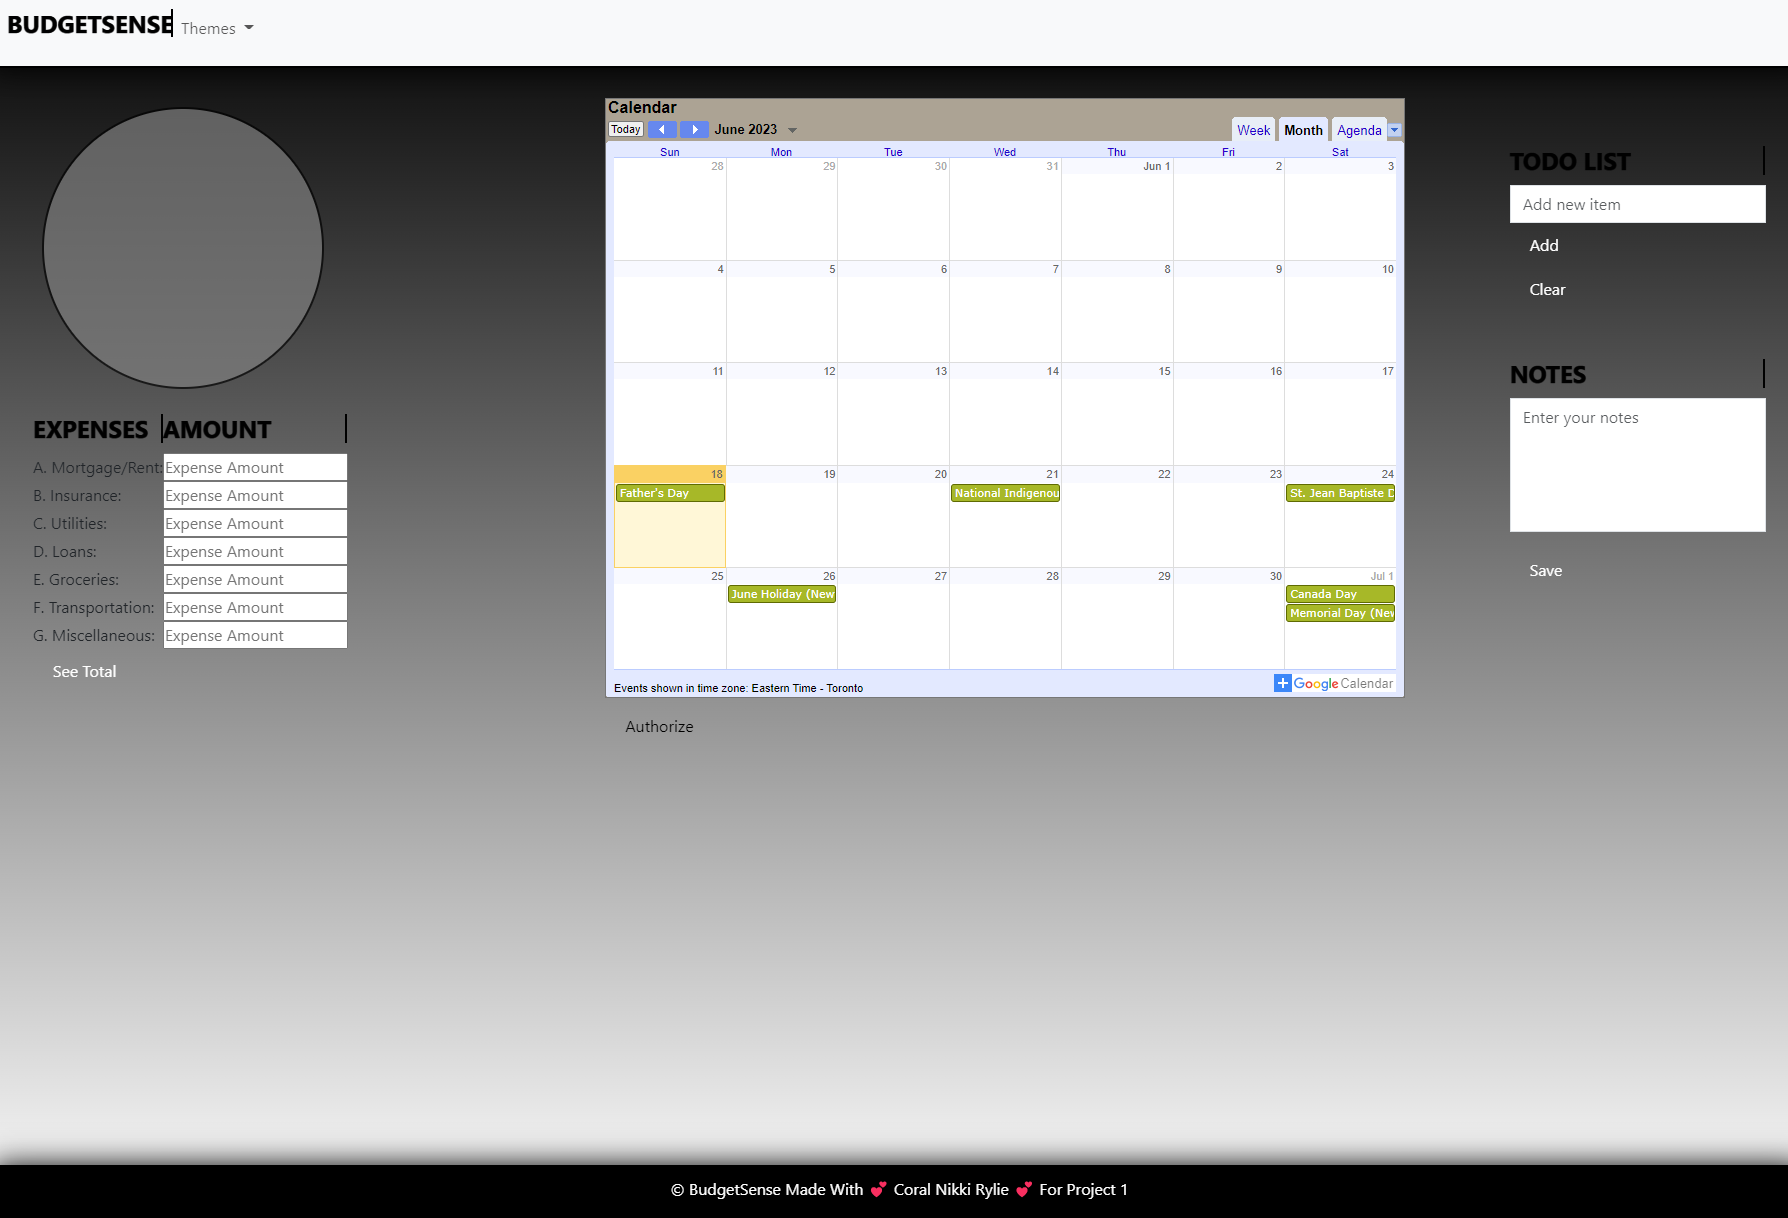 BUDGETSENSE
Themes
EXPENSES AMOUNT
A. Mortgage/Rent: Expense Amount
B. Insurance: Expense Amount
C. Utilities: Expense Amount
D. Loans: Expense Amount
E. Groceries: Expense Amount
F. Transportation: Expense Amount
G. Miscellaneous: Expense Amount
See Total
Calendar
Today June 2023 Week Month Agenda
Sun Mon Tue Wed Thu Fri Sat
28 29 30 31 Jun 1 2 3
4 5 6 7 8 9 10
11 12 13 14 15 16 17
18 19 20 21 22 23 24
Father's Day National Indigenou St. Jean Baptiste D
25 26 27 28 29 30 Jul 1
June Holiday (New Canada Day
Memorial Day (New
Events shown in time zone: Eastern Time - Toronto
Google Calendar
Authorize
TODO LIST
Add new item
Add
Clear
NOTES
Enter your notes
Save
© BudgetSense Made With 💕 Coral Nikki Rylie 💕 For Project 1